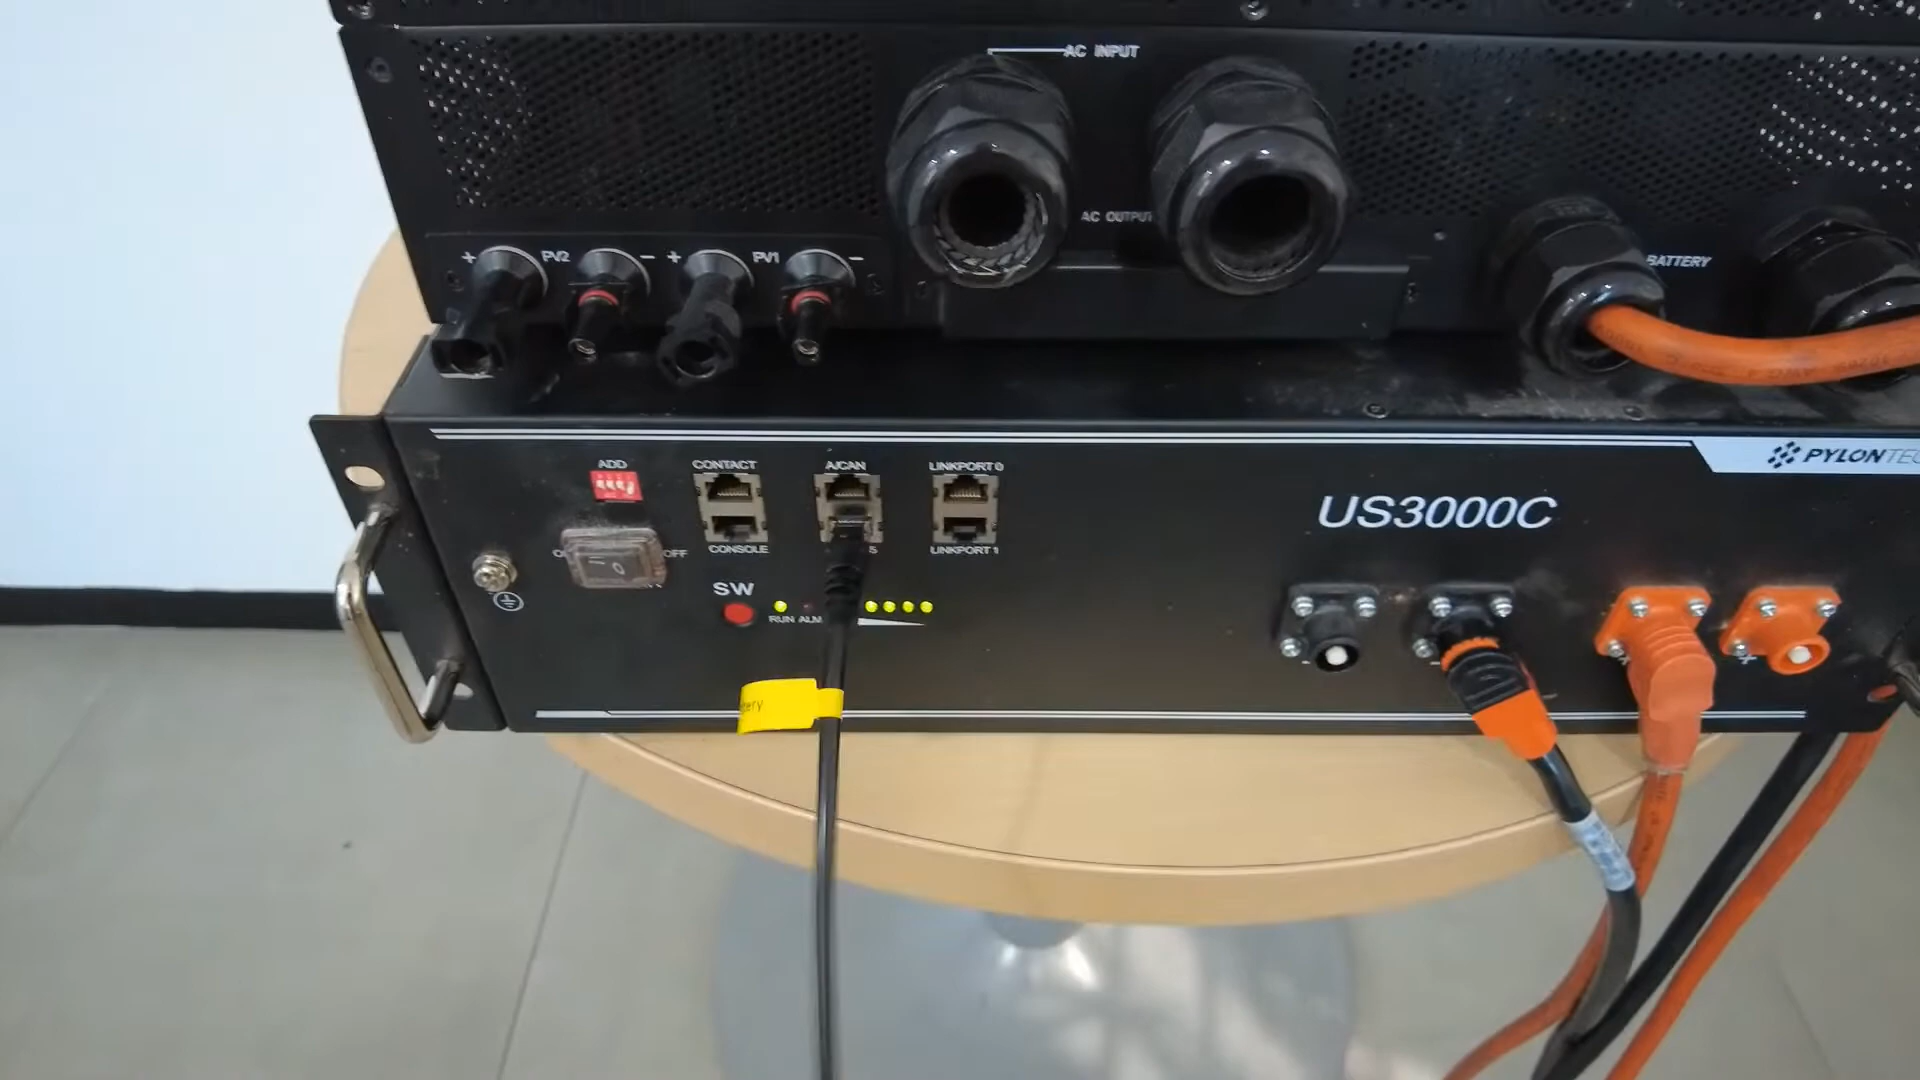 AC INPUT
AC OUTPUT
+ PV2 - + PV1 -
BATTERY
PYLONTEC
ADD
CONTACT
A/CAN
LINKPORT 0
US3000C
OFF
CONSOLE
LINKPORT 1
SW
RUN ALM